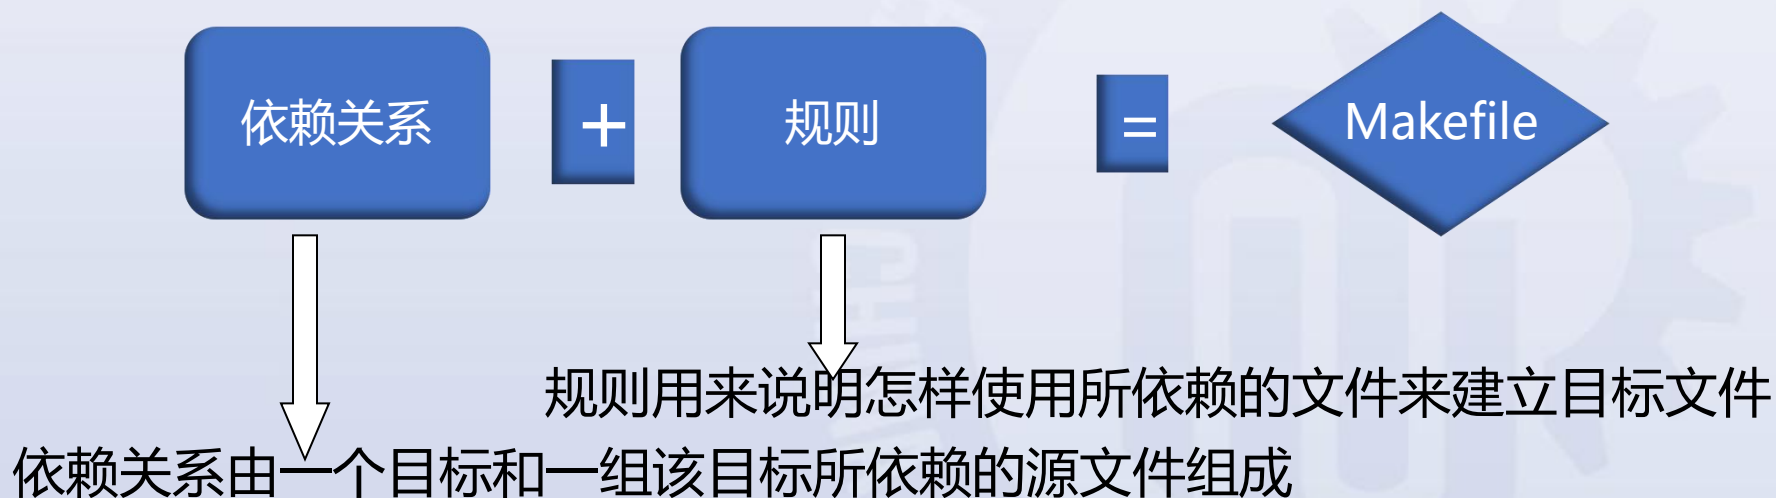 依赖关系
+
规则
=
Makefile
规则用来说明怎样使用所依赖的文件来建立目标文件
依赖关系由一个目标和一组该目标所依赖的源文件组成